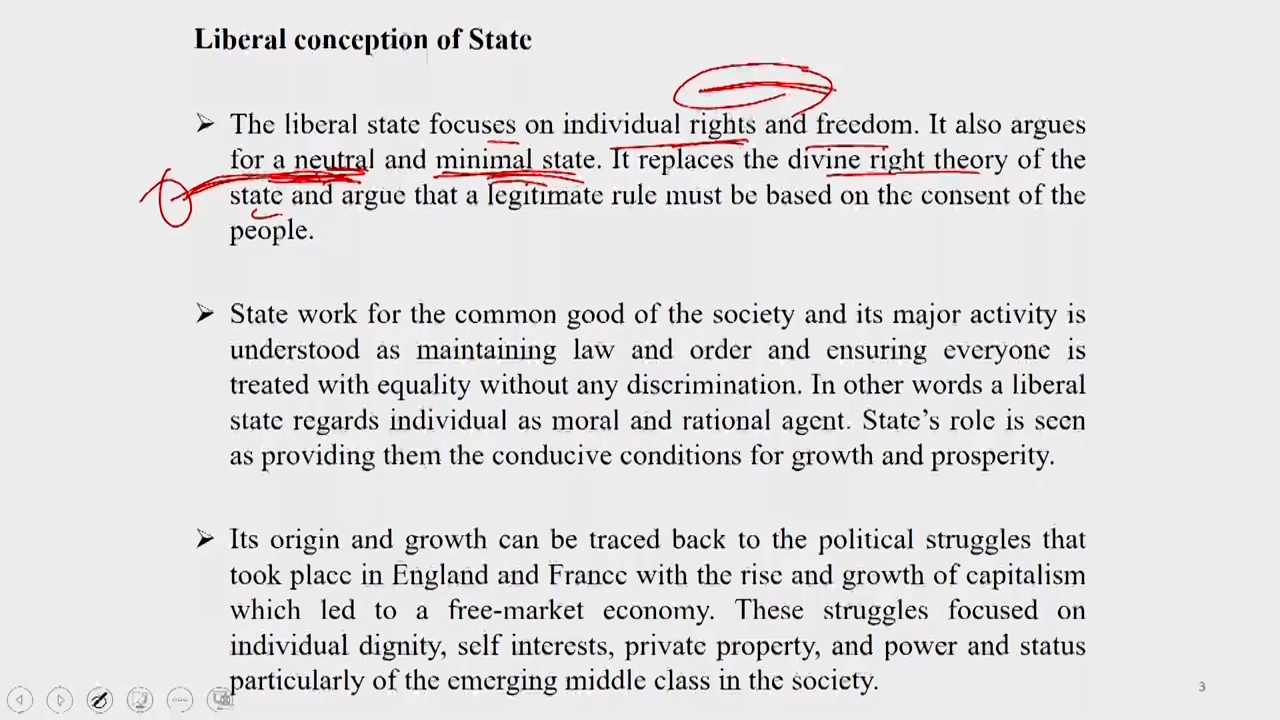 Liberal conception of State
➢ The liberal state focuses on individual rights and freedom. It also argues
for a neutral and minimal state. It replaces the divine right theory of the
state and argue that a legitimate rule must be based on the consent of the
people.
➢ State work for the common good of the society and its major activity is
understood as maintaining law and order and ensuring everyone is
treated with equality without any discrimination. In other words a liberal
state regards individual as moral and rational agent. State's role is seen
as providing them the conducive conditions for growth and prosperity.
➢ Its origin and growth can be traced back to the political struggles that
took place in England and France with the rise and growth of capitalism
which led to a free-market economy. These struggles focused on
individual dignity, self interests, private property, and power and status
particularly of the emerging middle class in the society.
3